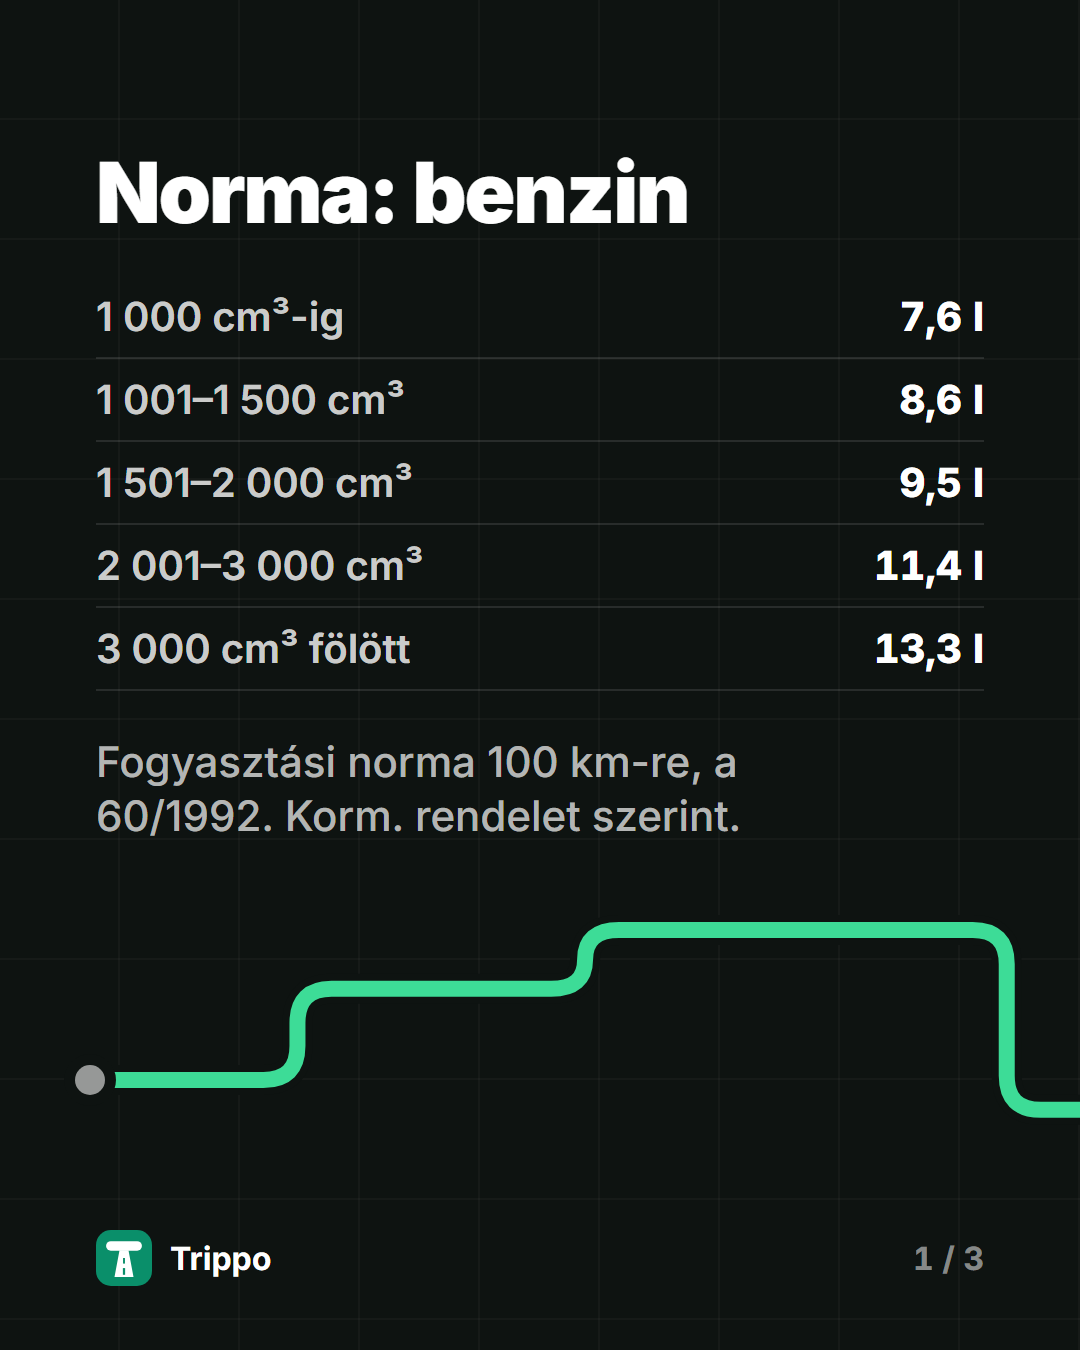 Norma: benzin
1 000 cm³-ig 7,6 l
1 001–1 500 cm³ 8,6 l
1 501–2 000 cm³ 9,5 l
2 001–3 000 cm³ 11,4 l
3 000 cm³ fölött 13,3 l
Fogyasztási norma 100 km-re, a
60/1992. Korm. rendelet szerint.
Trippo 1 / 3